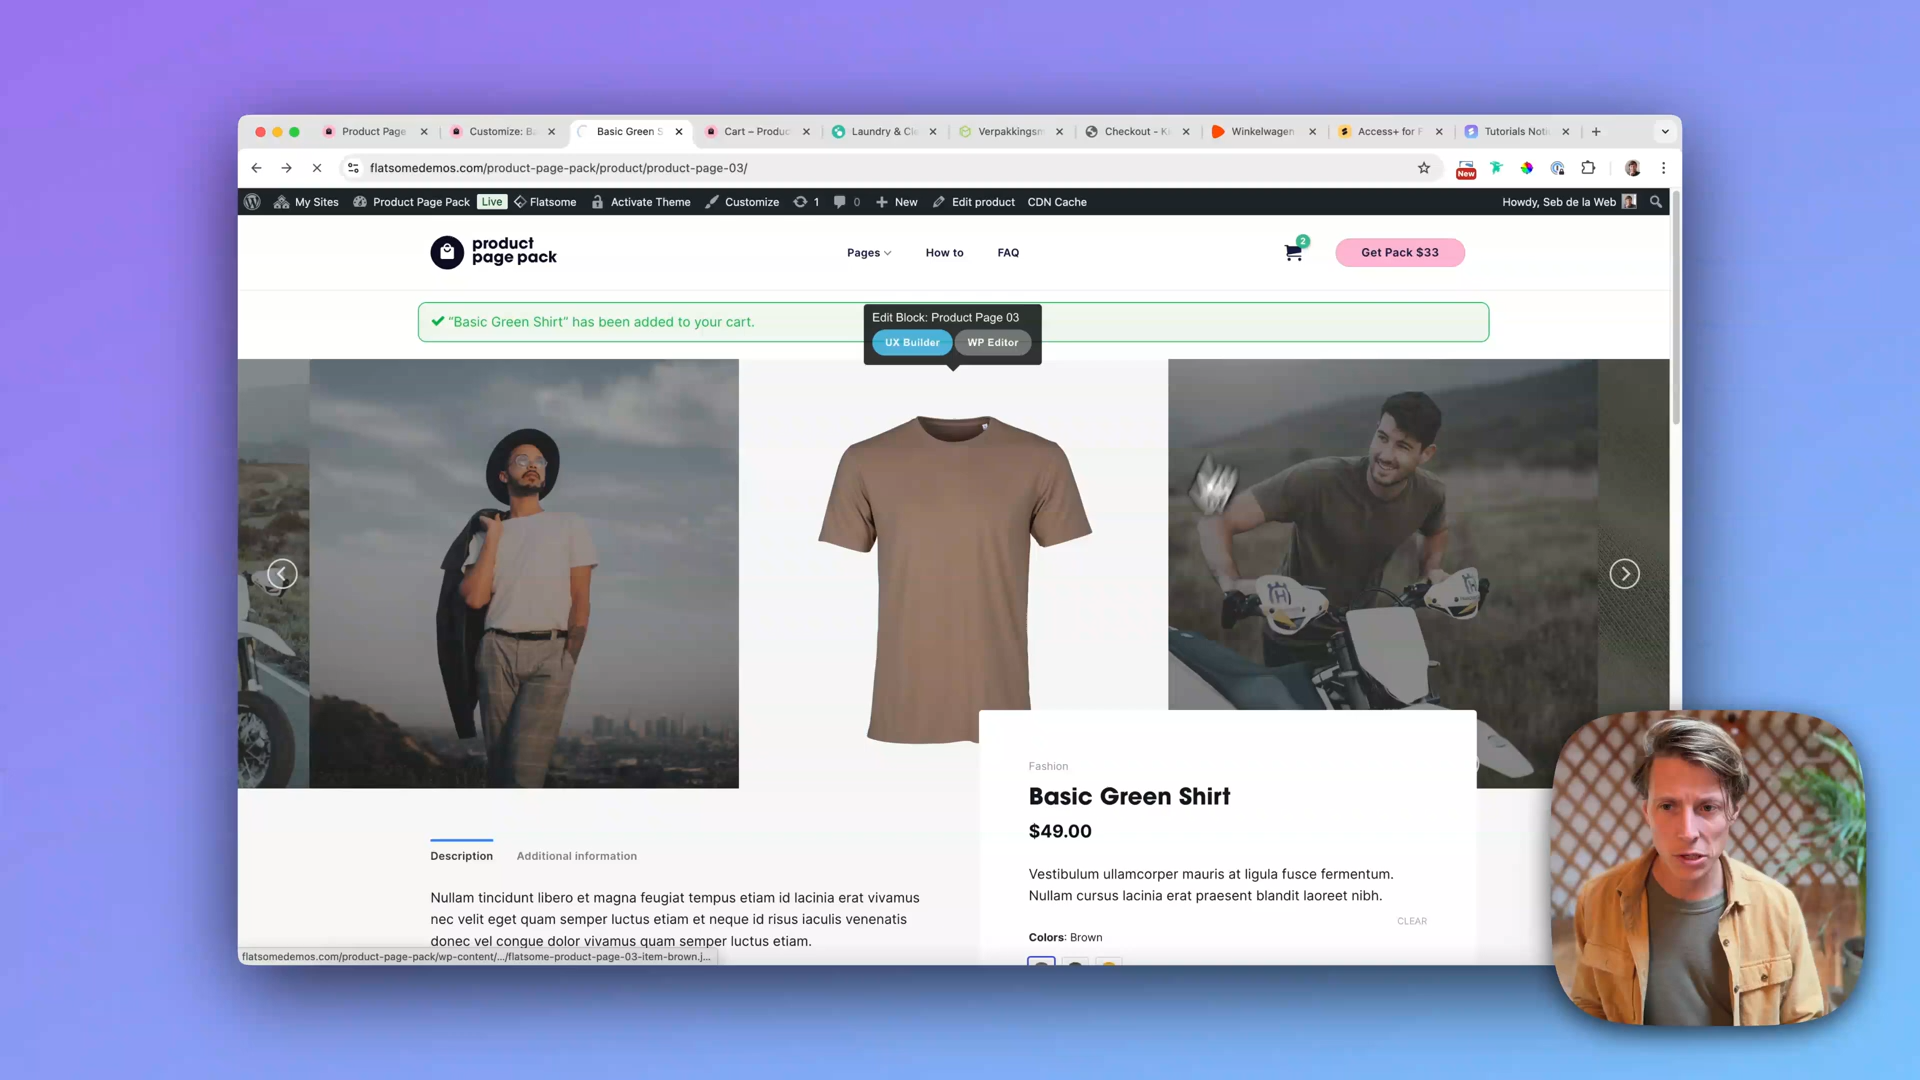 Product Page
Customize: B
Basic Green S
Cart – Produc
Laundry & Cl
Verpakkingsm
Checkout - K
Winkelwagen
Access+ for F
Tutorials Noti
flatsomedemos.com/product-page-pack/product/product-page-03/
New
My Sites
Product Page Pack
Live
Flatsome
Activate Theme
Customize
1
0
New
Edit product
CDN Cache
Howdy, Seb de la Web
product
page pack
Pages
How to
FAQ
2
Get Pack $33
“Basic Green Shirt” has been added to your cart.
Edit Block: Product Page 03
UX Builder
WP Editor
Fashion
Basic Green Shirt
$49.00
Vestibulum ullamcorper mauris at ligula fusce fermentum.
Nullam cursus lacinia erat praesent blandit laoreet nibh.
CLEAR
Colors: Brown
Description
Additional information
Nullam tincidunt libero et magna feugiat tempus etiam id lacinia erat vivamus
nec velit eget quam semper luctus etiam et neque id risus iaculis venenatis
donec vel congue dolor vivamus quam semper luctus etiam.
flatsomedemos.com/product-page-pack/wp-content/.../flatsome-product-page-03-item-brown.j...